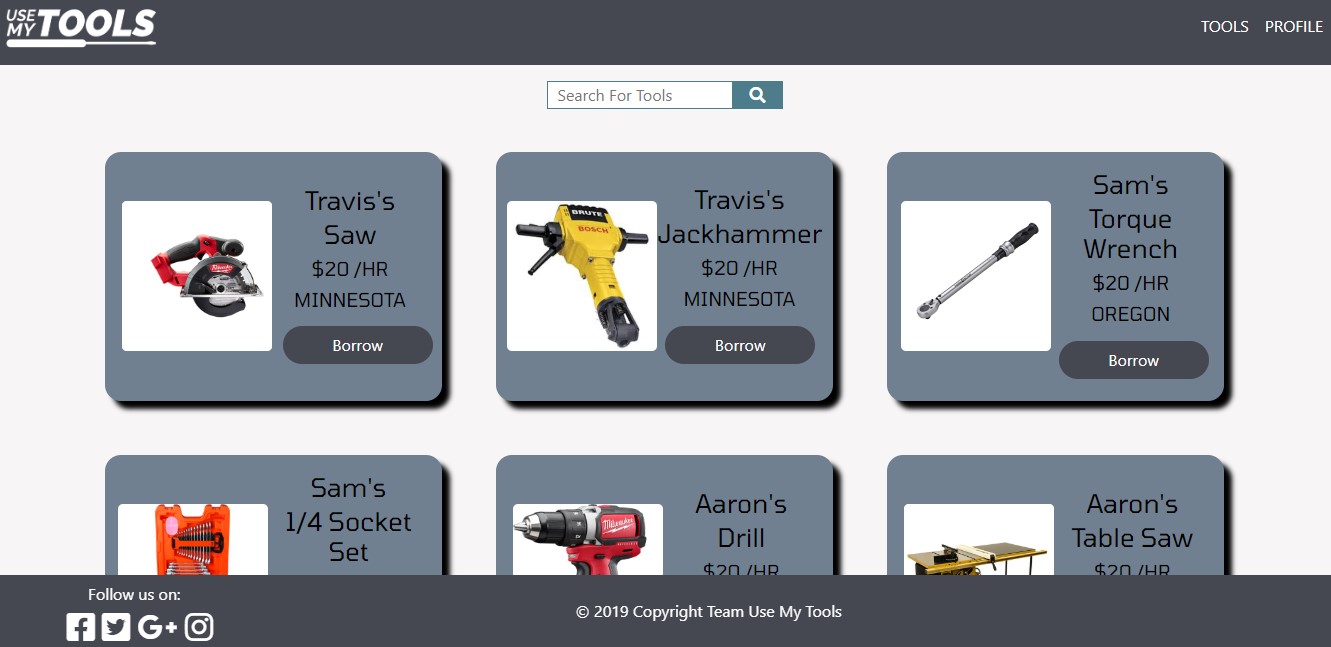 USE MY TOOLS
TOOLS PROFILE
Search For Tools
Travis's
Saw
$20 /HR
MINNESOTA
Borrow
BRUTE
BOSCH
Travis's
Jackhammer
$20 /HR
MINNESOTA
Borrow
Sam's
Torque
Wrench
$20 /HR
OREGON
Borrow
Sam's
1/4 Socket
Set
Milwaukee
Aaron's
Drill
$20 /HR
Aaron's
Table Saw
$20 /HR
Follow us on:
© 2019 Copyright Team Use My Tools